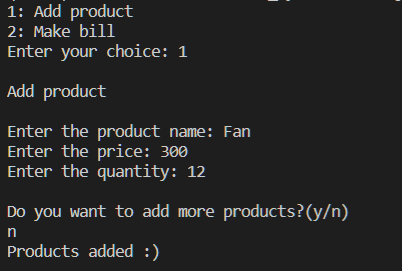 1: Add product
2: Make bill
Enter your choice: 1
Add product
Enter the product name: Fan
Enter the price: 300
Enter the quantity: 12
Do you want to add more products?(y/n)
n
Products added :)